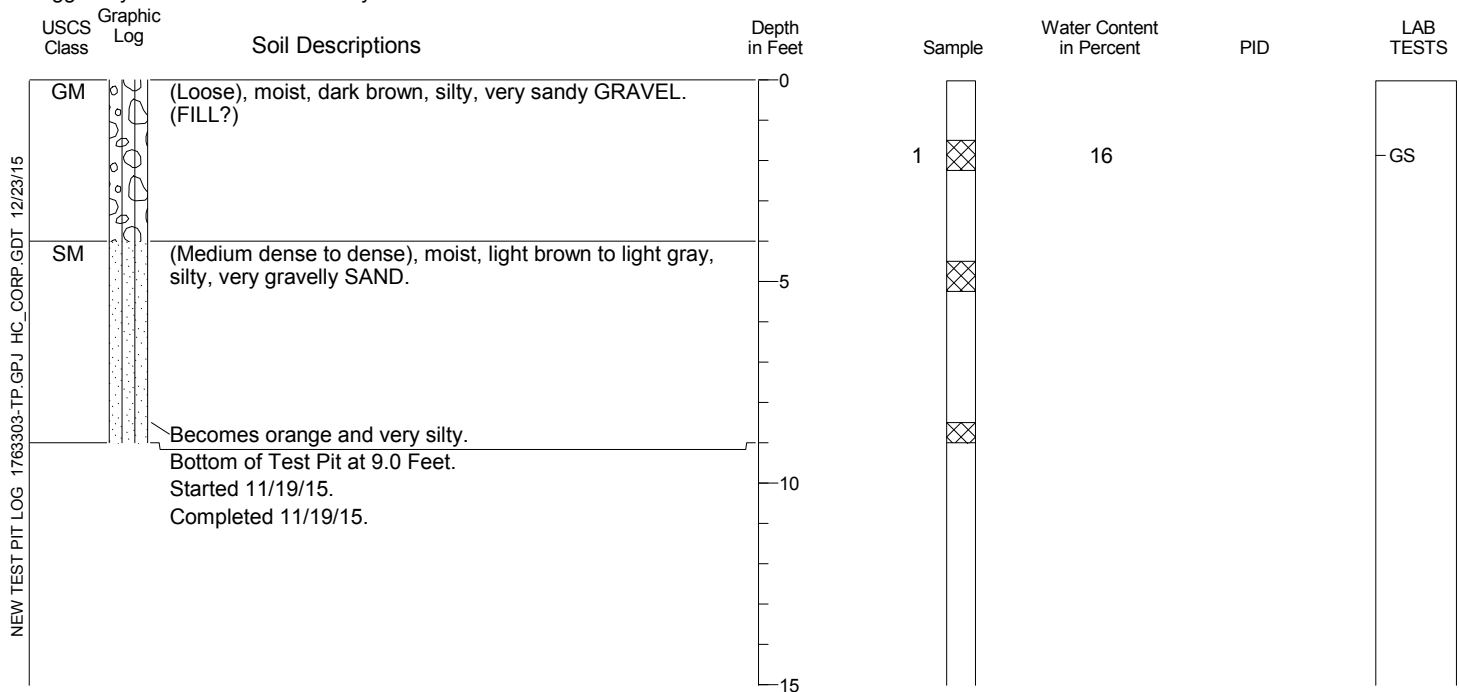 USCS Class
Graphic Log
Soil Descriptions
Depth in Feet
Sample
Water Content in Percent
PID
LAB TESTS
GM
(Loose), moist, dark brown, silty, very sandy GRAVEL.
(FILL?)
0
1
16
GS
SM
(Medium dense to dense), moist, light brown to light gray,
silty, very gravelly SAND.
5
Becomes orange and very silty.
Bottom of Test Pit at 9.0 Feet.
Started 11/19/15.
Completed 11/19/15.
10
15
NEW TEST PIT LOG 1763303-TP.GPJ HC_CORP.GDT 12/23/15